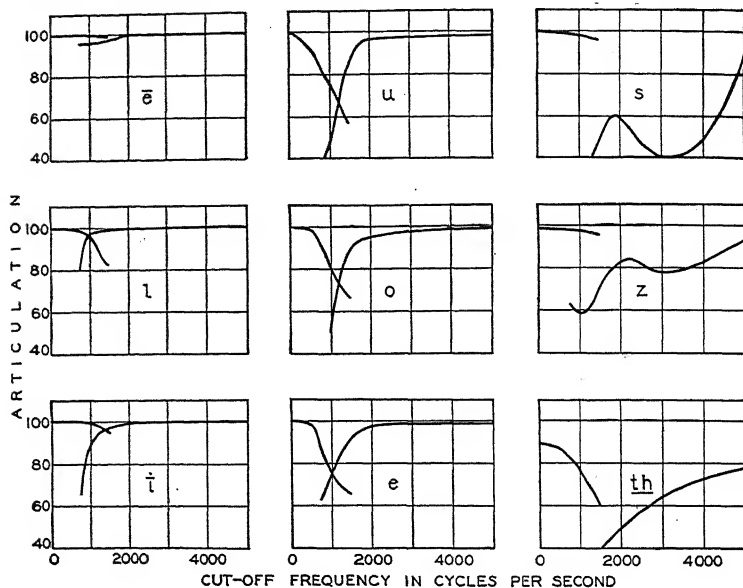 100
80
60
40
ē
u
s
ARTICULATION
100
80
60
40
l
o
z
100
80
60
40
ī
e
th
0 2000 4000
0 2000 4000
0 2000 4000
CUT-OFF FREQUENCY IN CYCLES PER SECOND